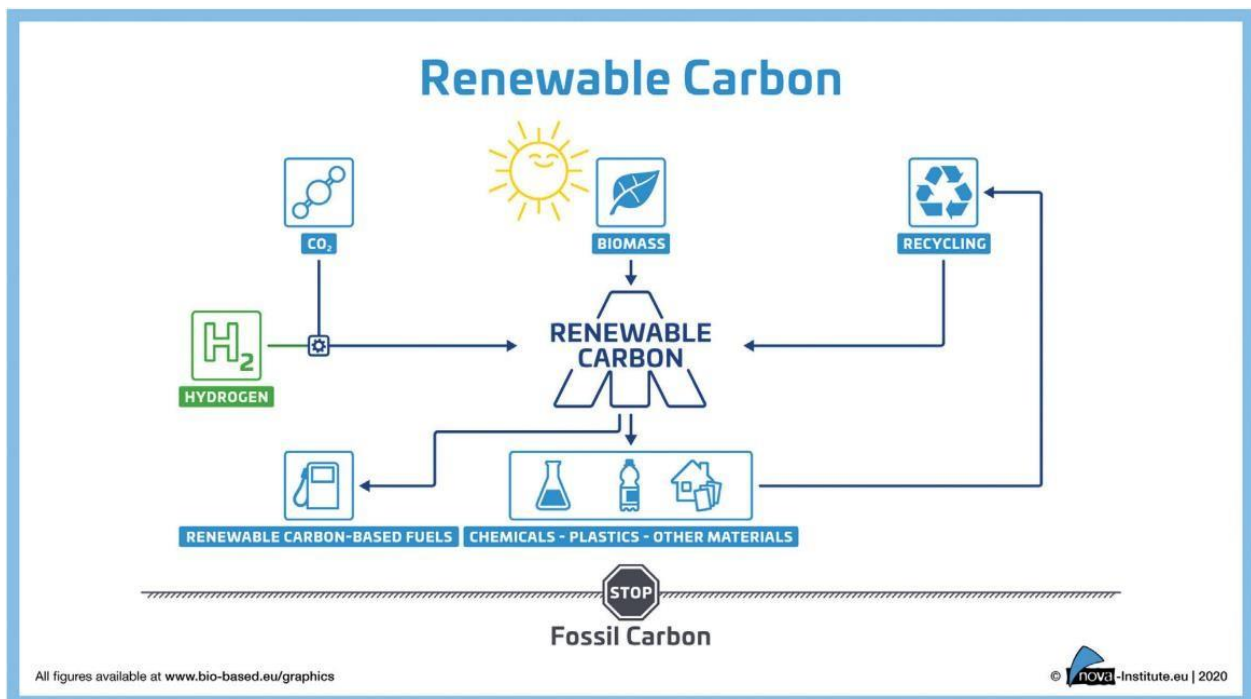 Renewable Carbon
CO₂
BIOMASS
RECYCLING
H₂
HYDROGEN
RENEWABLE
CARBON
RENEWABLE CARBON-BASED FUELS
CHEMICALS - PLASTICS - OTHER MATERIALS
STOP
Fossil Carbon
All figures available at www.bio-based.eu/graphics
© nova-Institute.eu | 2020